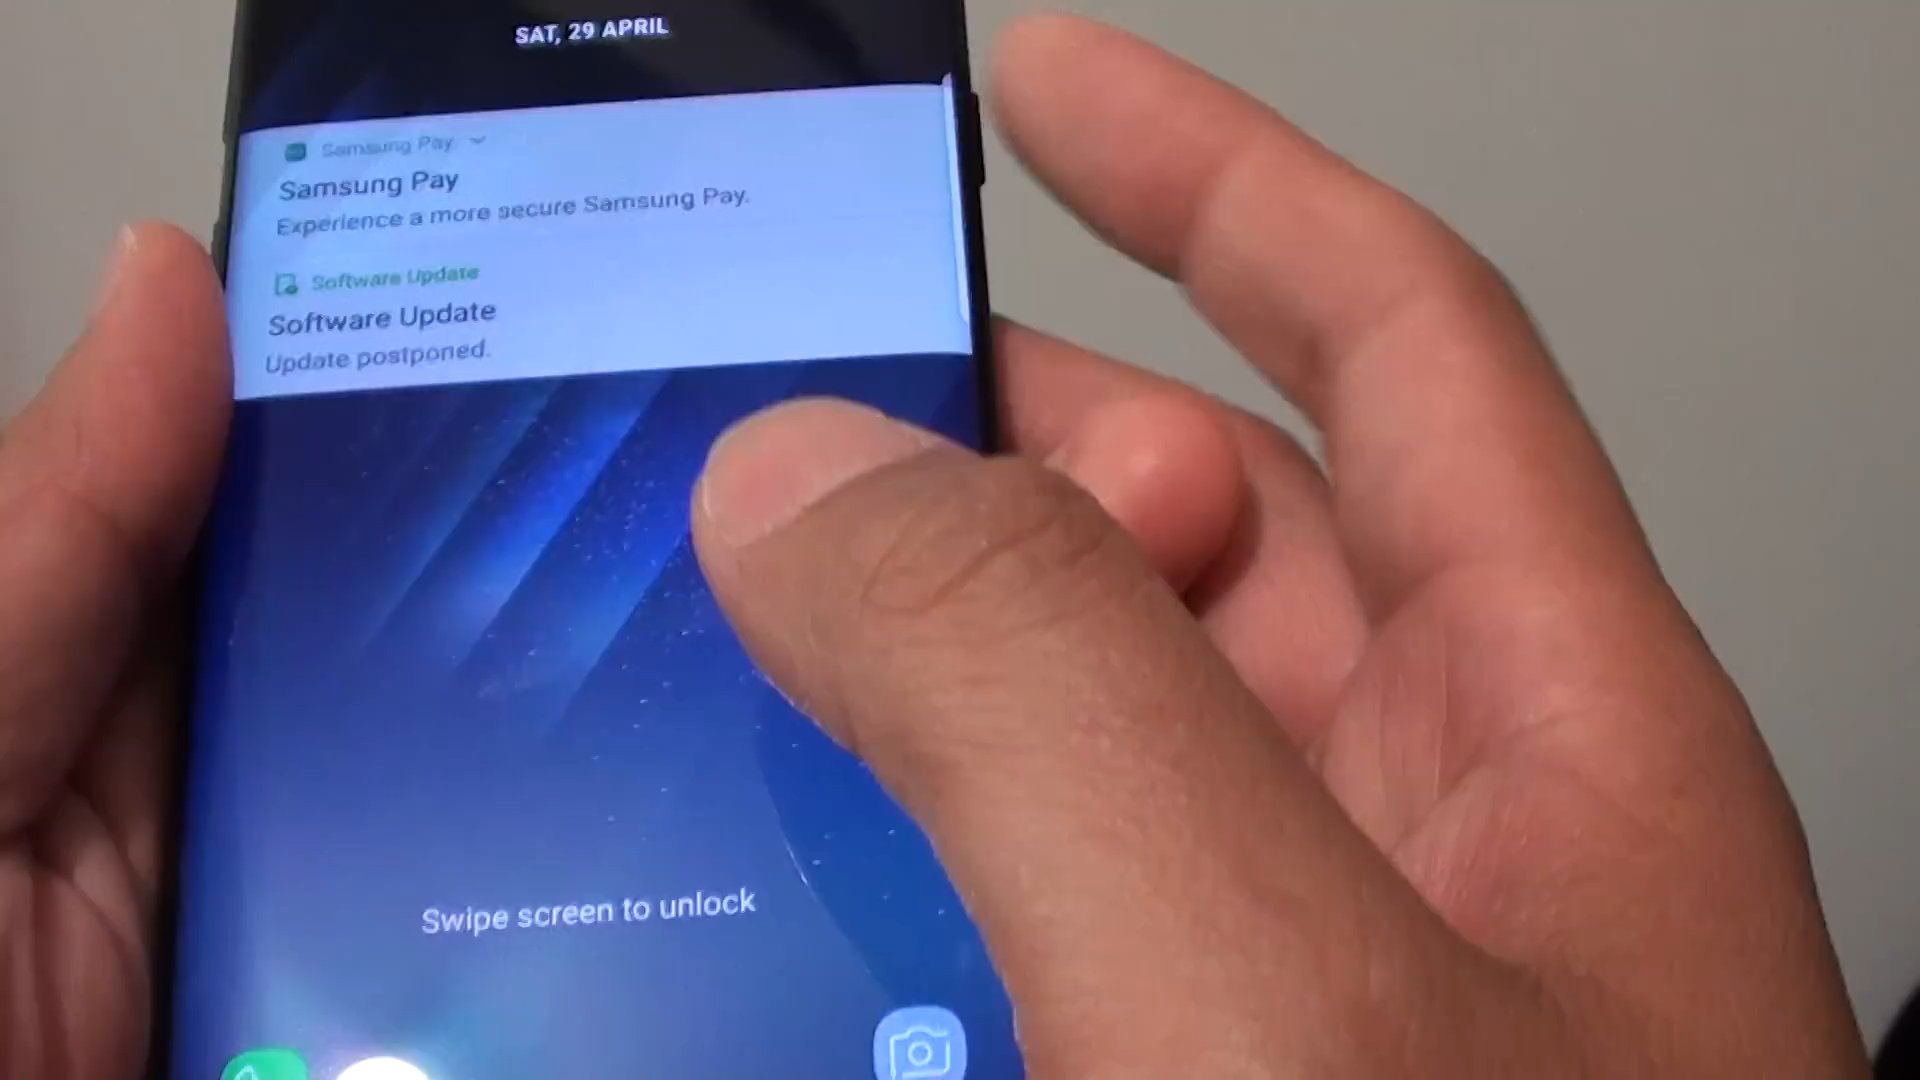 SAT, 29 APRIL
Samsung Pay
Samsung Pay
Experience a more secure Samsung Pay.
Software Update
Software Update
Update postponed.
Swipe screen to unlock